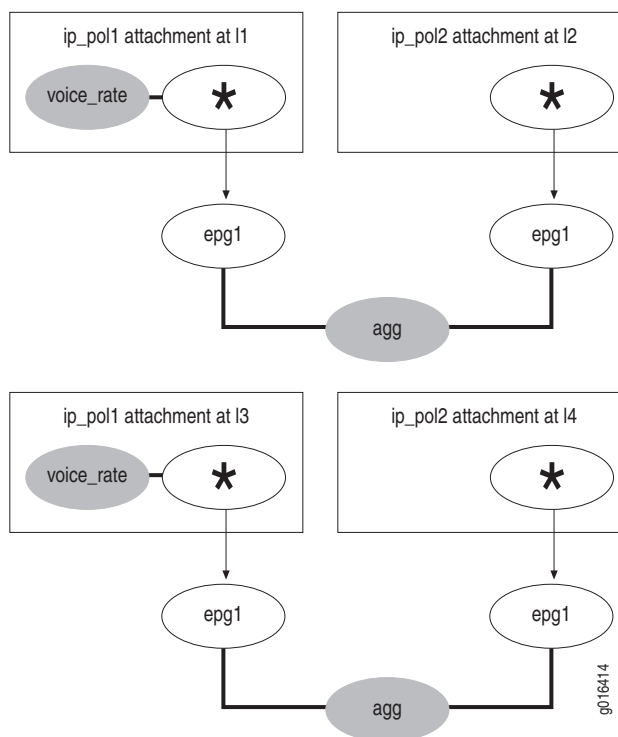 ip_pol1 attachment at l1
ip_pol2 attachment at l2
voice_rate
*
*
epg1
epg1
agg
ip_pol1 attachment at l3
ip_pol2 attachment at l4
voice_rate
*
*
epg1
epg1
agg
g016414